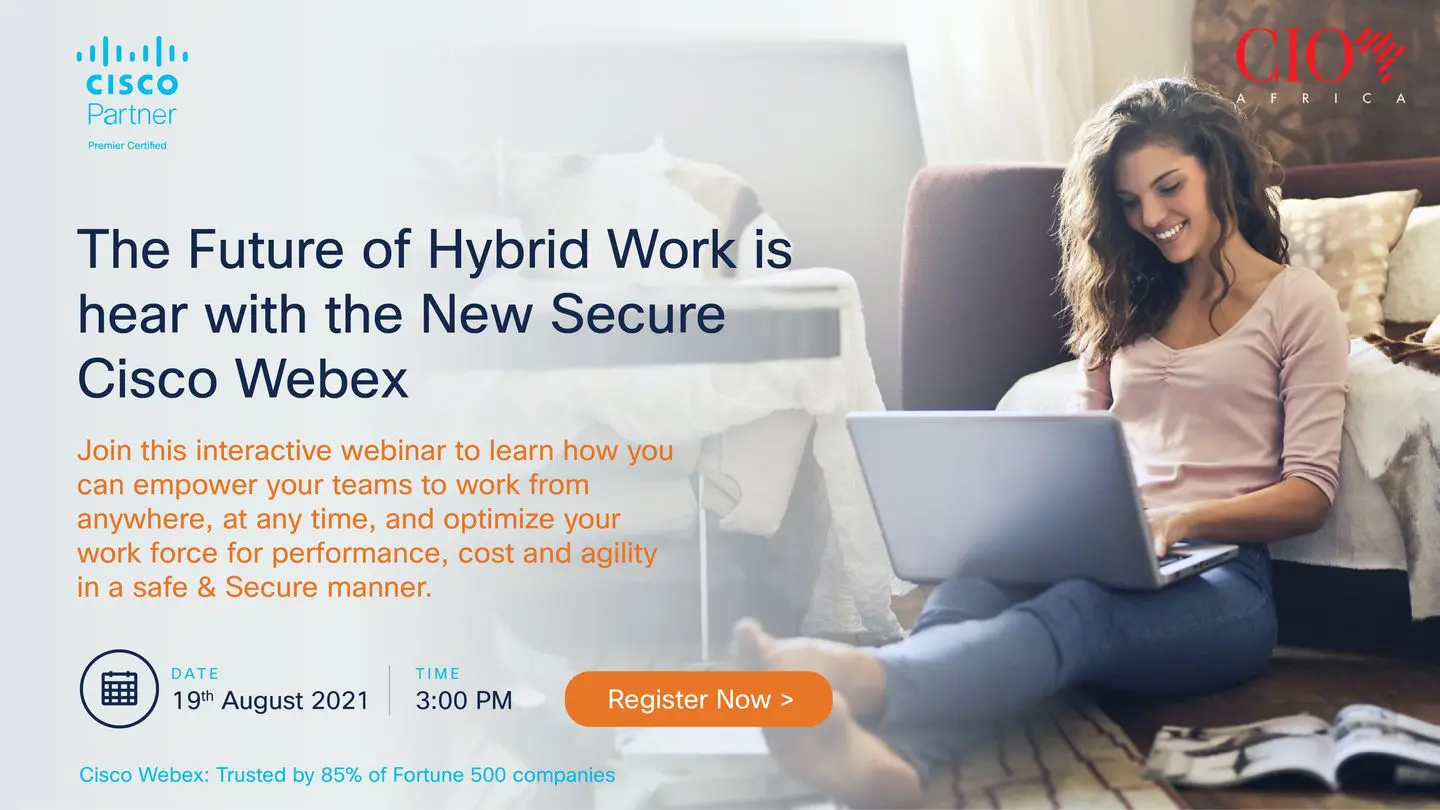 CISCO
Partner
Premier Certified
CIO
AFRICA
The Future of Hybrid Work is
hear with the New Secure
Cisco Webex
Join this interactive webinar to learn how you
can empower your teams to work from
anywhere, at any time, and optimize your
work force for performance, cost and agility
in a safe & Secure manner.
DATE
19th August 2021
TIME
3:00 PM
Register Now >
Cisco Webex: Trusted by 85% of Fortune 500 companies